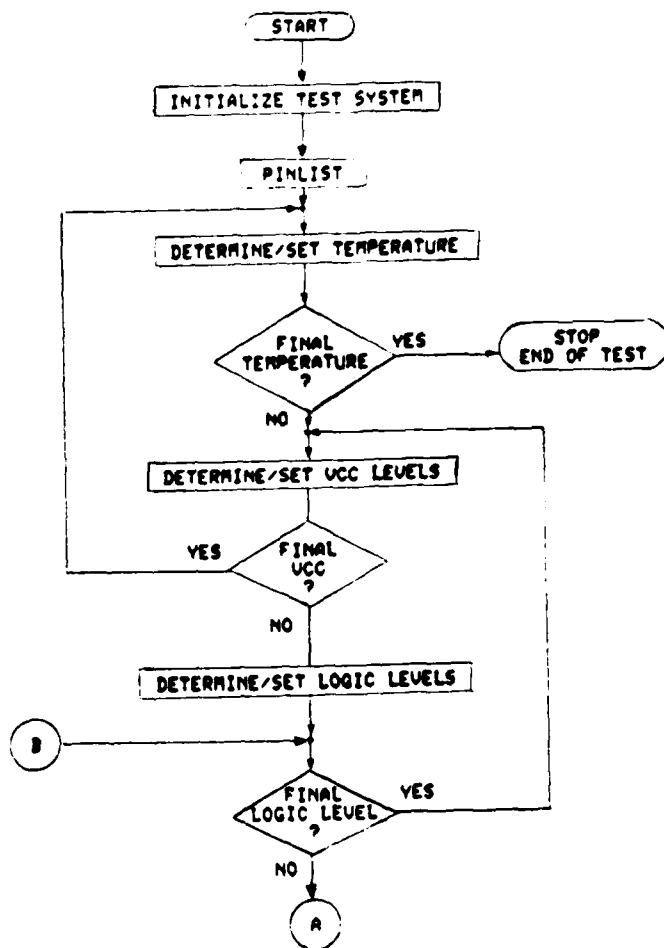 START
INITIALIZE TEST SYSTEM
PINLIST
DETERMINE/SET TEMPERATURE
FINAL
TEMPERATURE
?
YES
STOP
END OF TEST
NO
DETERMINE/SET VCC LEVELS
YES
FINAL
VCC
?
NO
DETERMINE/SET LOGIC LEVELS
B
FINAL
LOGIC LEVEL
?
YES
NO
A